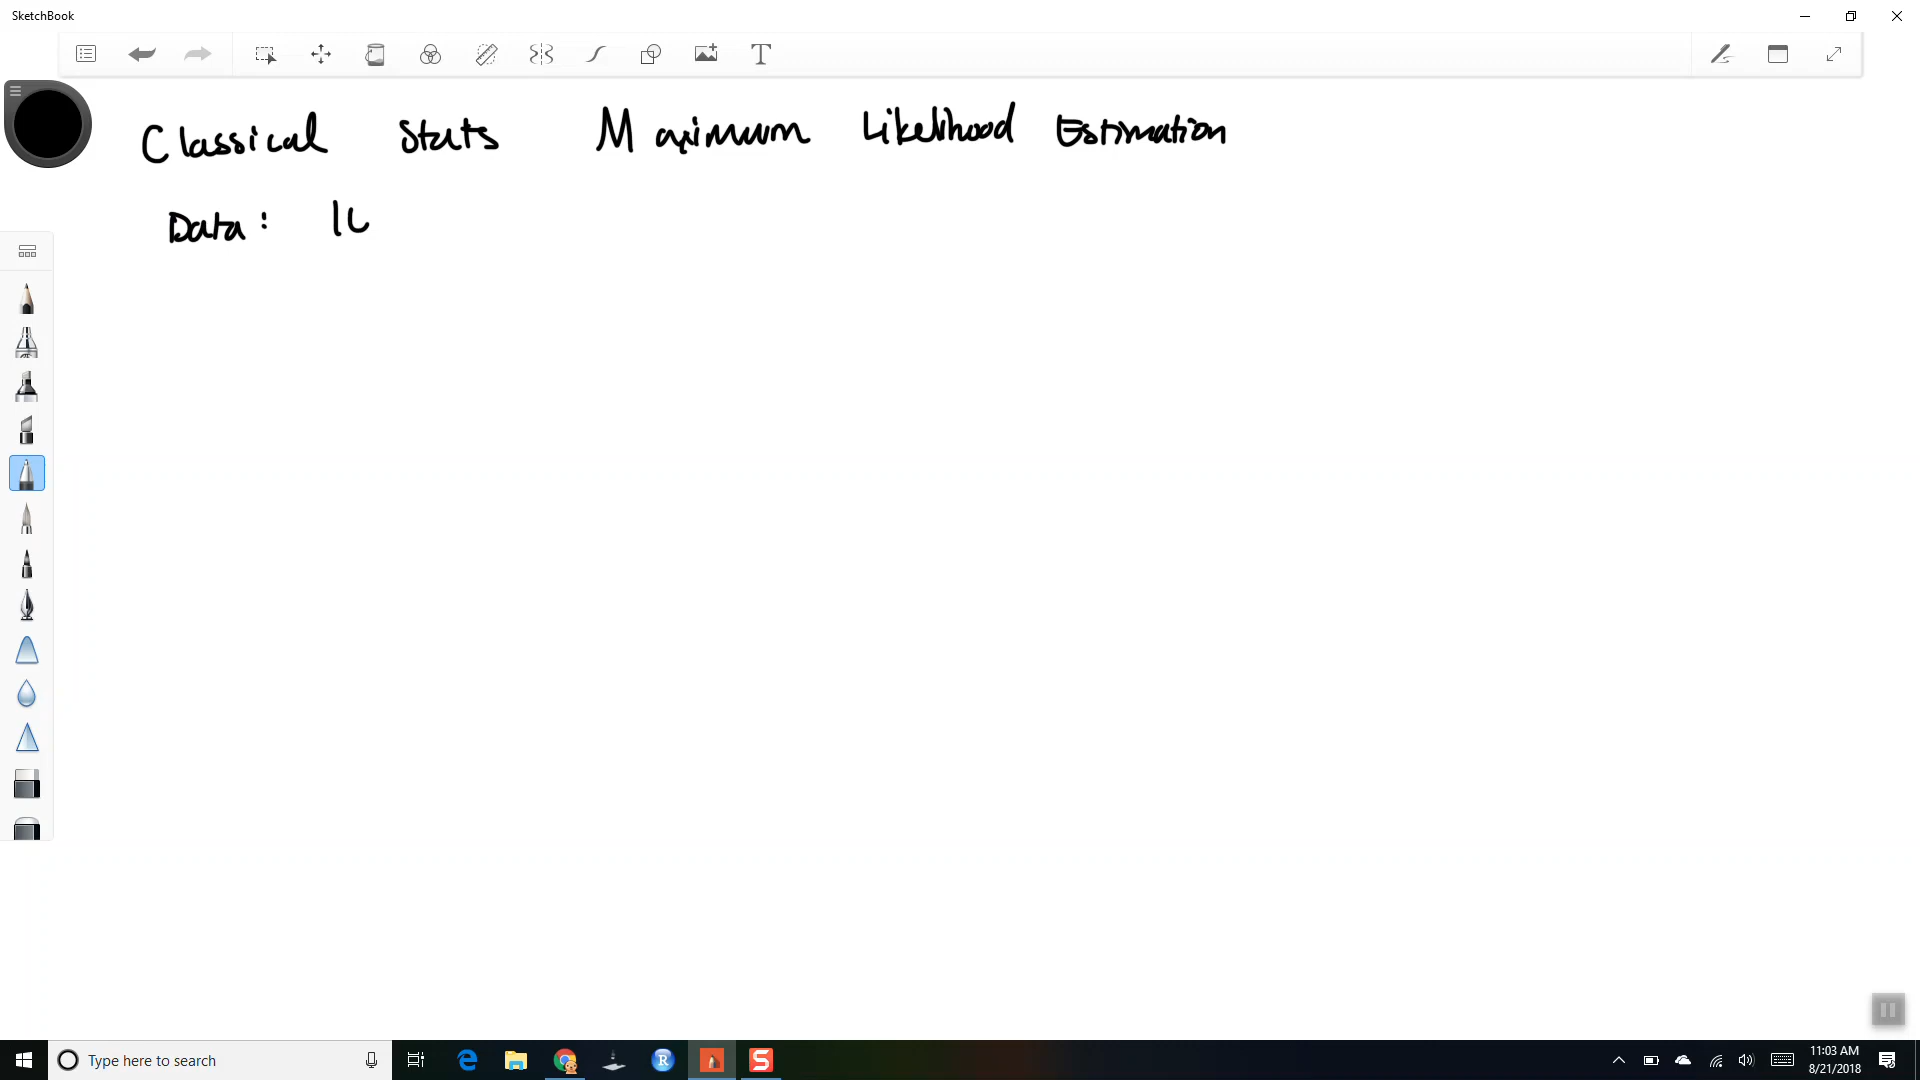 SketchBook
Classical Stats Maximum Likelihood Estimation
Data:
Type here to search
11:03 AM
8/21/2018